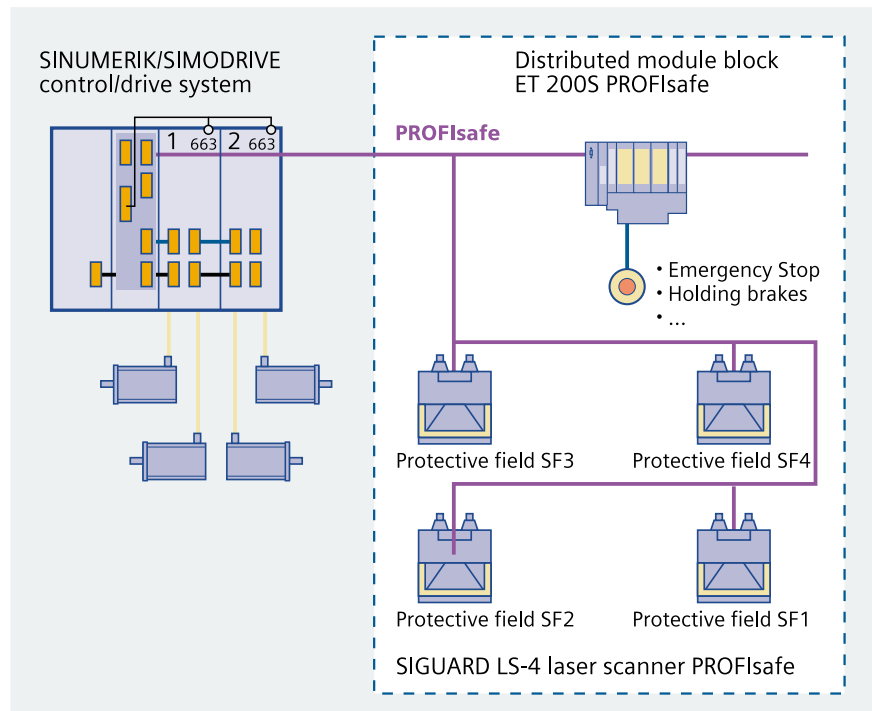 SINUMERIK/SIMODRIVE
control/drive system
Distributed module block
ET 200S PROFIsafe
1 663 2 663
PROFIsafe
• Emergency Stop
• Holding brakes
• ...
Protective field SF3
Protective field SF4
Protective field SF2
Protective field SF1
SIGUARD LS-4 laser scanner PROFIsafe